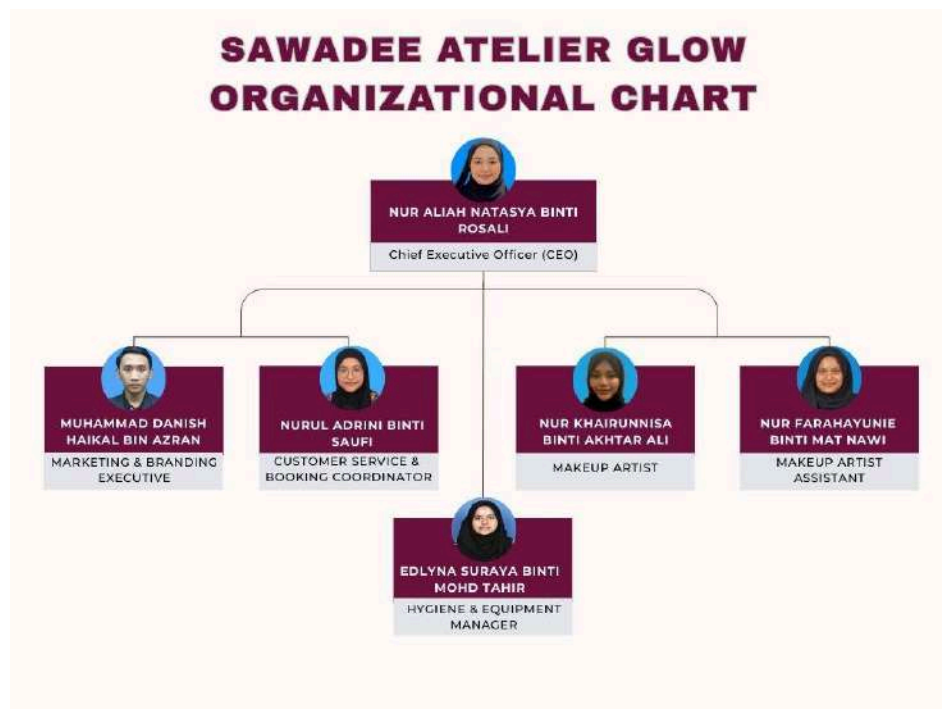 SAWADEE ATELIER GLOW
ORGANIZATIONAL CHART
NUR ALIAH NATASYA BINTI
ROSALI
Chief Executive Officer (CEO)
MUHAMMAD DANISH
HAIKAL BIN AZRAN
MARKETING & BRANDING
EXECUTIVE
NURUL ADRINI BINTI
SAUFI
CUSTOMER SERVICE &
BOOKING COORDINATOR
NUR KHAIRUNNISA
BINTI AKHTAR ALI
MAKEUP ARTIST
NUR FARAHAYUNIE
BINTI MAT NAWI
MAKEUP ARTIST
ASSISTANT
EDLYNA SURAYA BINTI
MOHD TAHIR
HYGIENE & EQUIPMENT
MANAGER